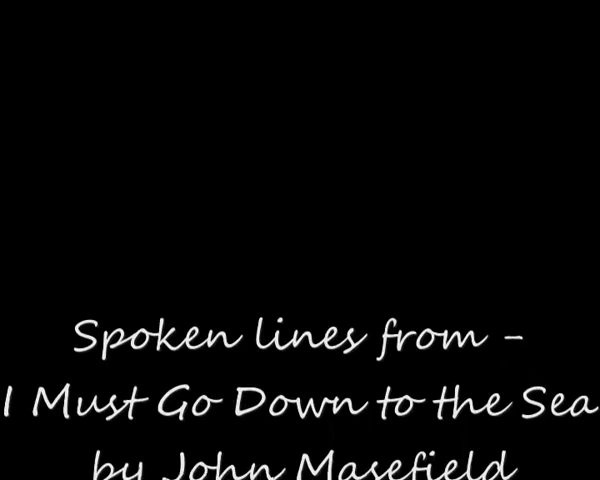 Spoken lines from -
I Must Go Down to the Sea
by John Masefield